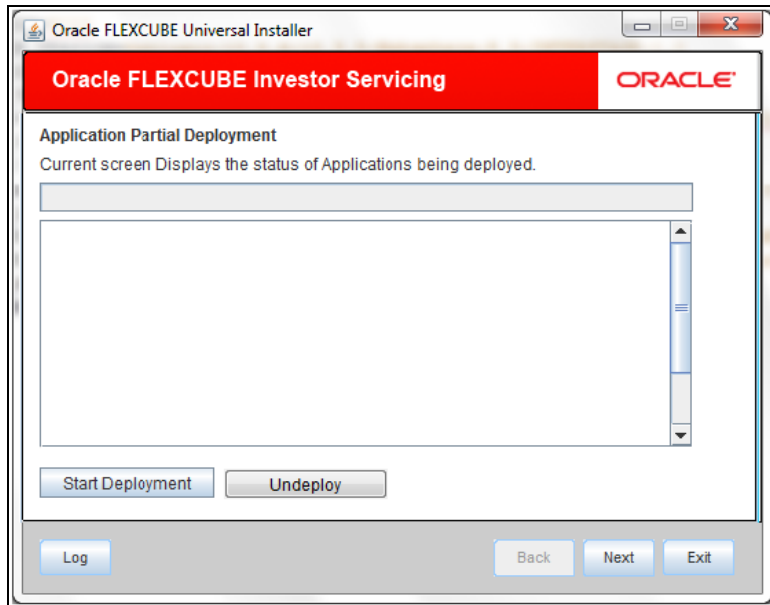 Oracle FLEXCUBE Universal Installer
Oracle FLEXCUBE Investor Servicing
ORACLE
Application Partial Deployment
Current screen Displays the status of Applications being deployed.
Start Deployment
Undeploy
Log
Back
Next
Exit